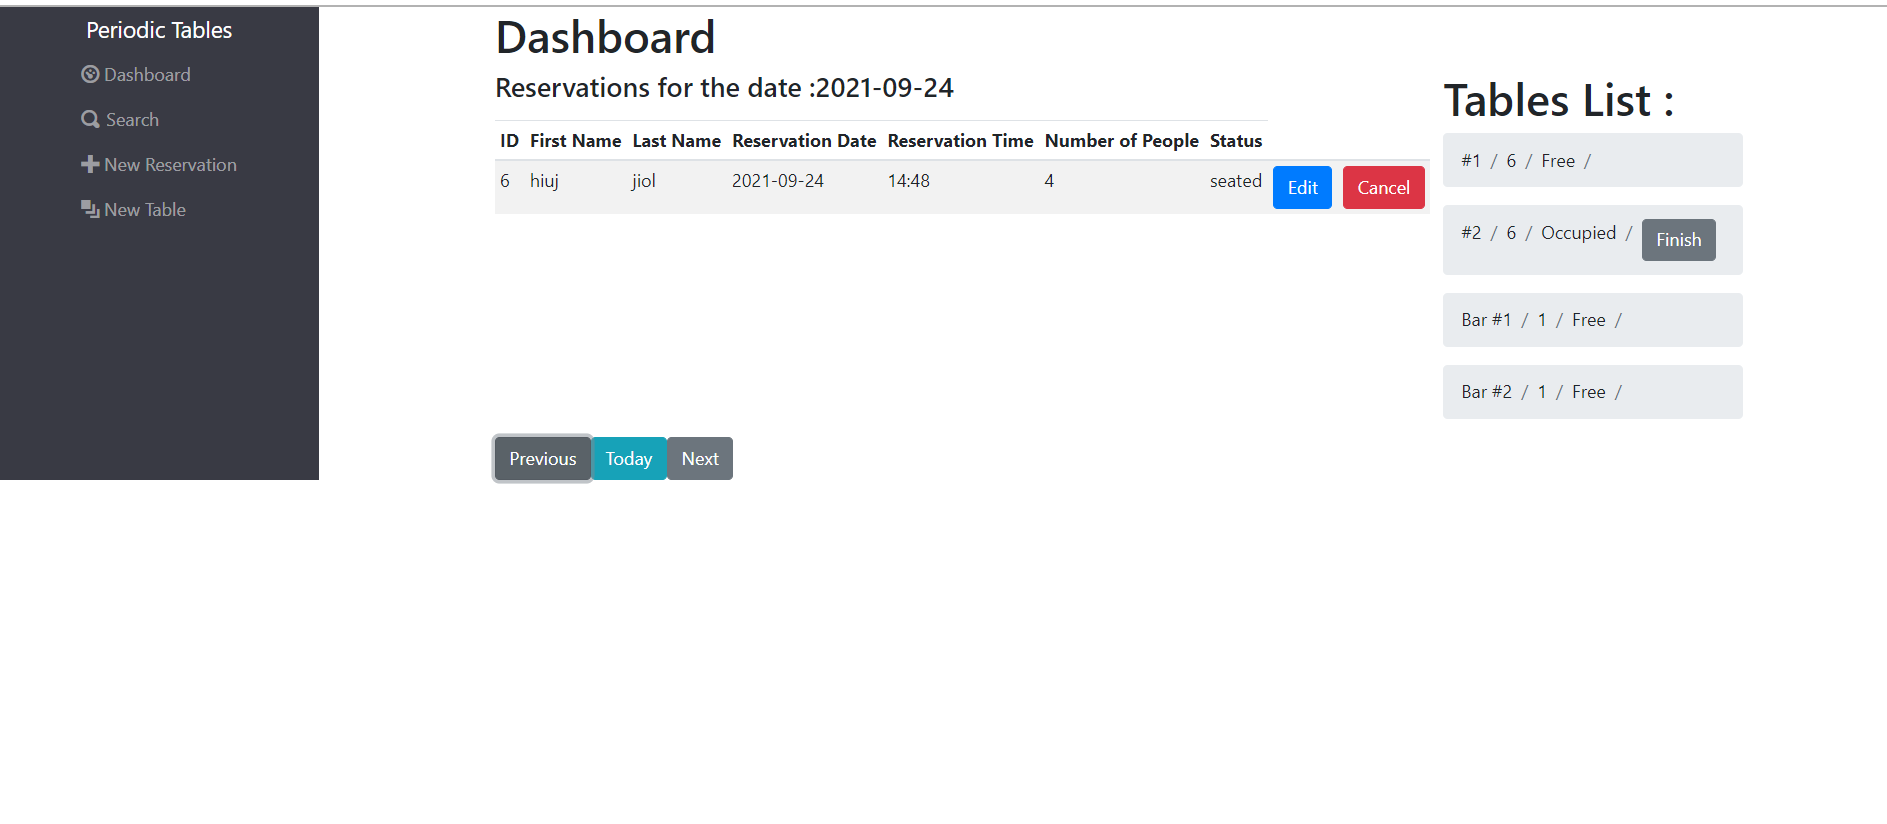 Periodic Tables
Dashboard
Search
New Reservation
New Table
Dashboard
Reservations for the date :2021-09-24
ID First Name Last Name Reservation Date Reservation Time Number of People Status
6 hiuj jiol 2021-09-24 14:48 4 seated Edit Cancel
Previous Today Next
Tables List :
#1 / 6 / Free /
#2 / 6 / Occupied / Finish
Bar #1 / 1 / Free /
Bar #2 / 1 / Free /